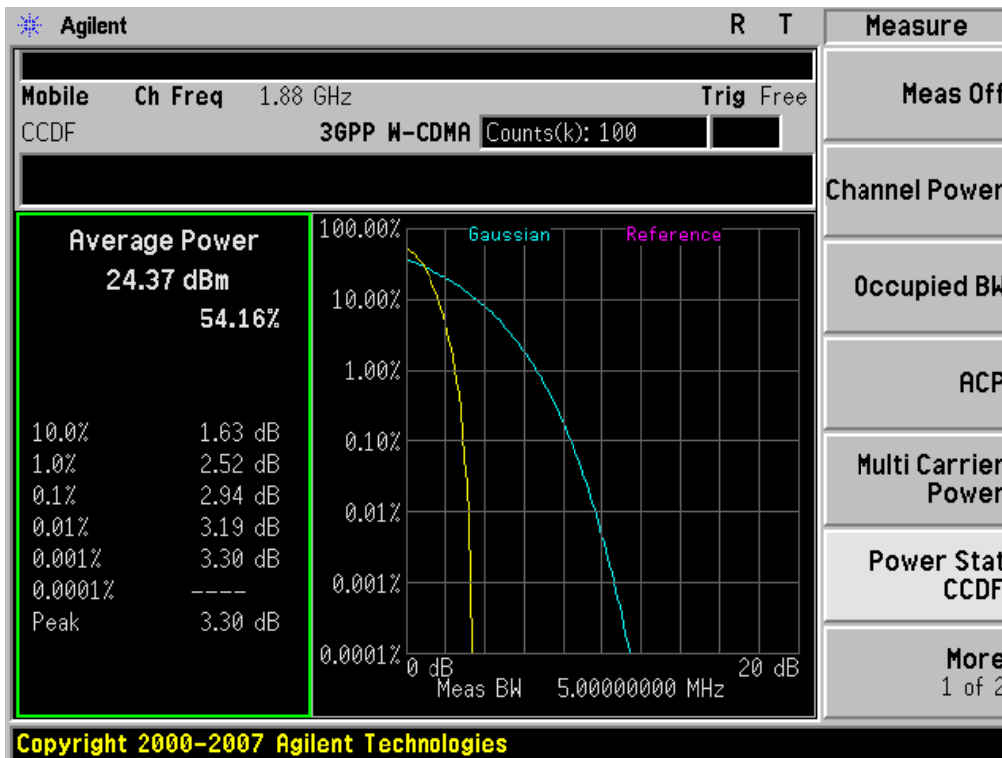 Agilent R T Measure
Mobile Ch Freq 1.88 GHz Trig Free
CCDF 3GPP W-CDMA Counts(k): 100
Average Power
24.37 dBm
54.16%
10.0% 1.63 dB
1.0% 2.52 dB
0.1% 2.94 dB
0.01% 3.19 dB
0.001% 3.30 dB
0.0001% ----
Peak 3.30 dB
Gaussian Reference
100.00%
10.00%
1.00%
0.10%
0.01%
0.001%
0.0001%
0 dB 20 dB
Meas BW 5.00000000 MHz
Meas Off
Channel Power
Occupied BW
ACP
Multi Carrier
Power
Power Stat
CCDF
More
1 of 2
Copyright 2000-2007 Agilent Technologies